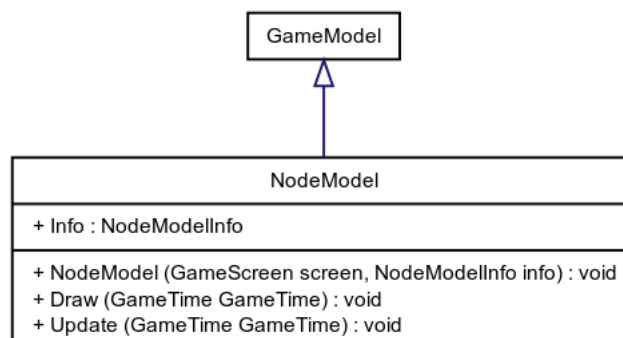 GameModel
NodeModel
+ Info : NodeModelInfo
+ NodeModel (GameScreen screen, NodeModelInfo info) : void
+ Draw (GameTime GameTime) : void
+ Update (GameTime GameTime) : void